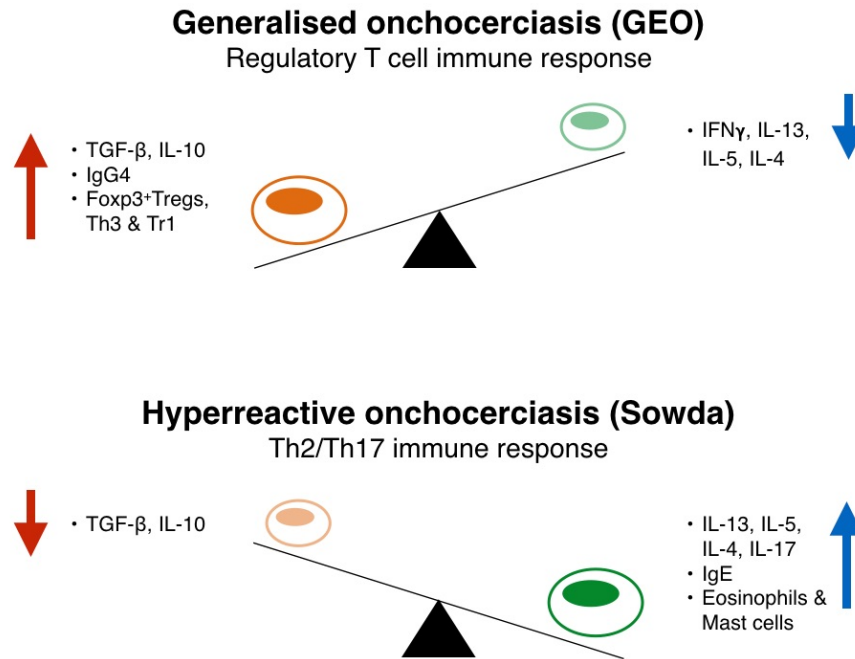 Generalised onchocerciasis (GEO)
Regulatory T cell immune response
• TGF-β, IL-10
• IgG4
• Foxp3⁺Tregs,
Th3 & Tr1
• IFNγ, IL-13,
IL-5, IL-4
Hyperreactive onchocerciasis (Sowda)
Th2/Th17 immune response
• TGF-β, IL-10
• IL-13, IL-5,
IL-4, IL-17
• IgE
• Eosinophils &
Mast cells